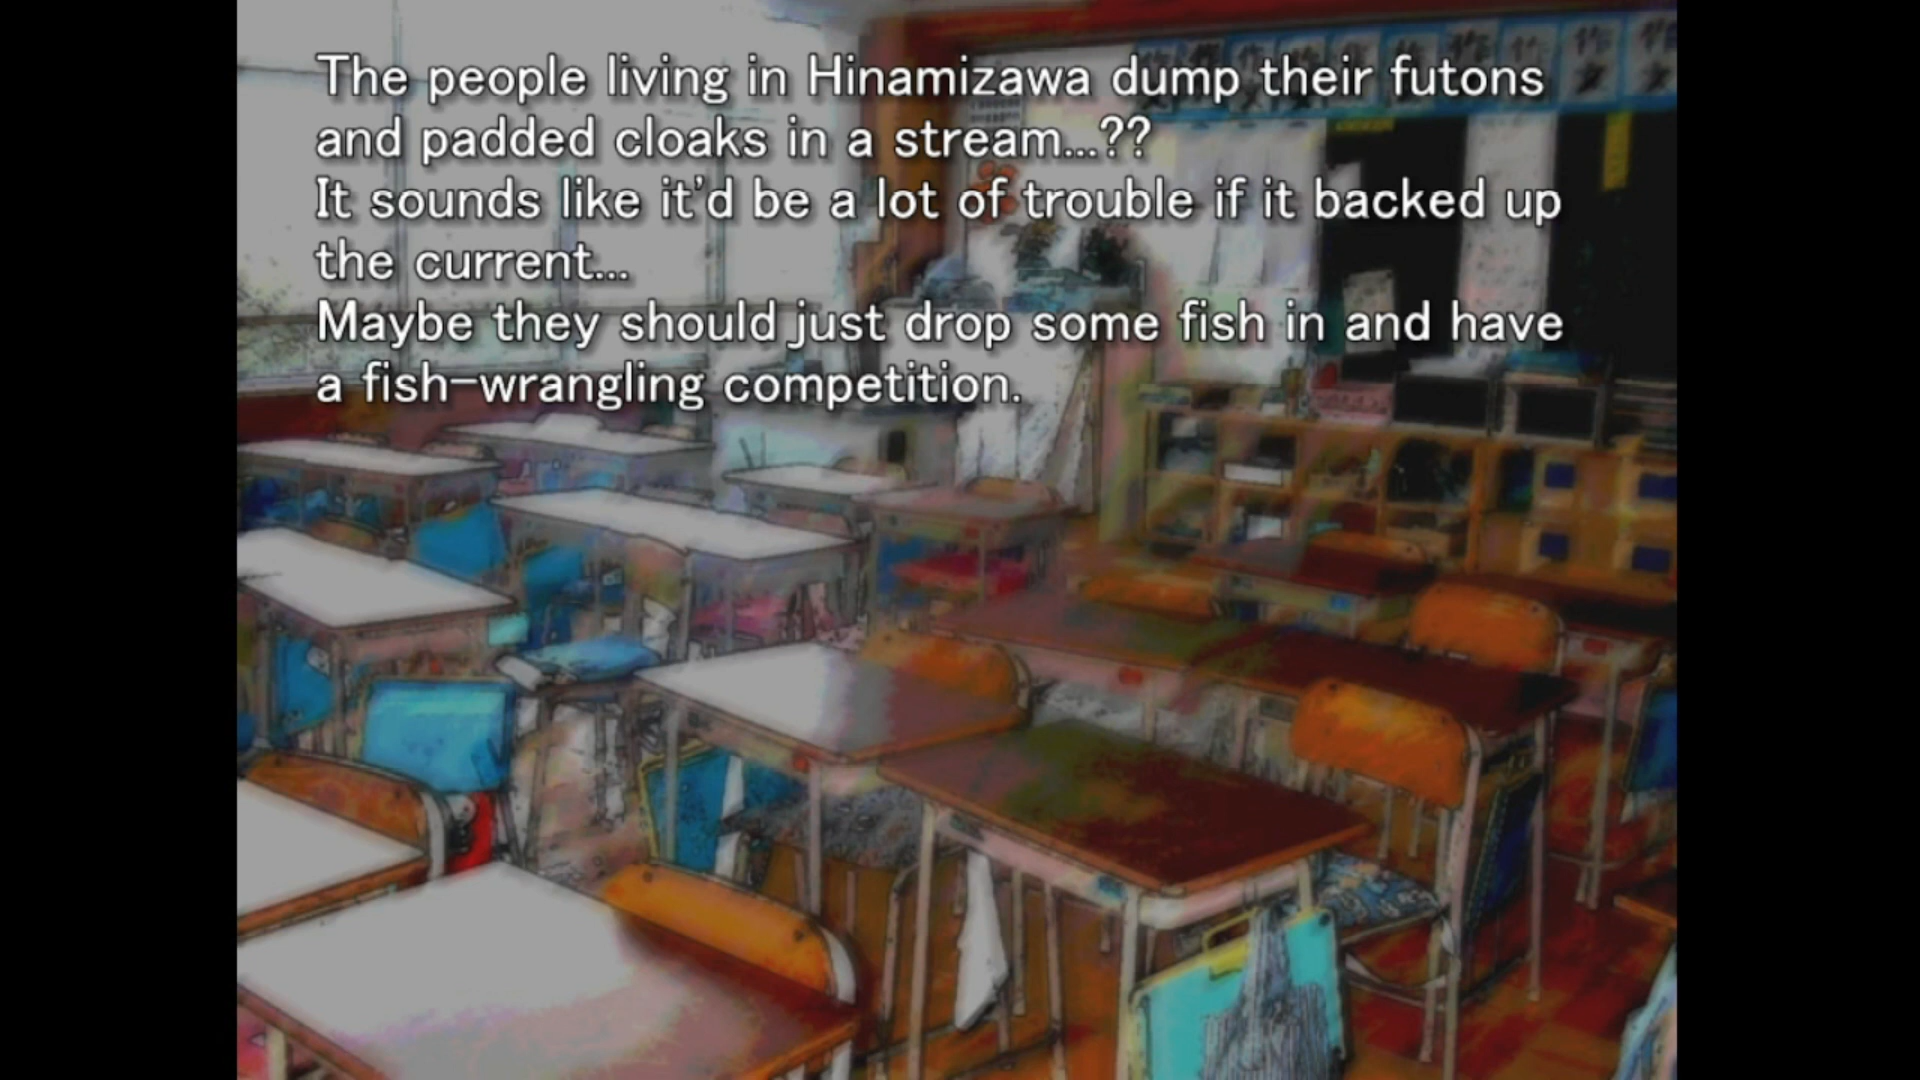 The people living in Hinamizawa dump their futons
and padded cloaks in a stream...??
It sounds like it'd be a lot of trouble if it backed up
the current...
Maybe they should just drop some fish in and have
a fish-wrangling competition.